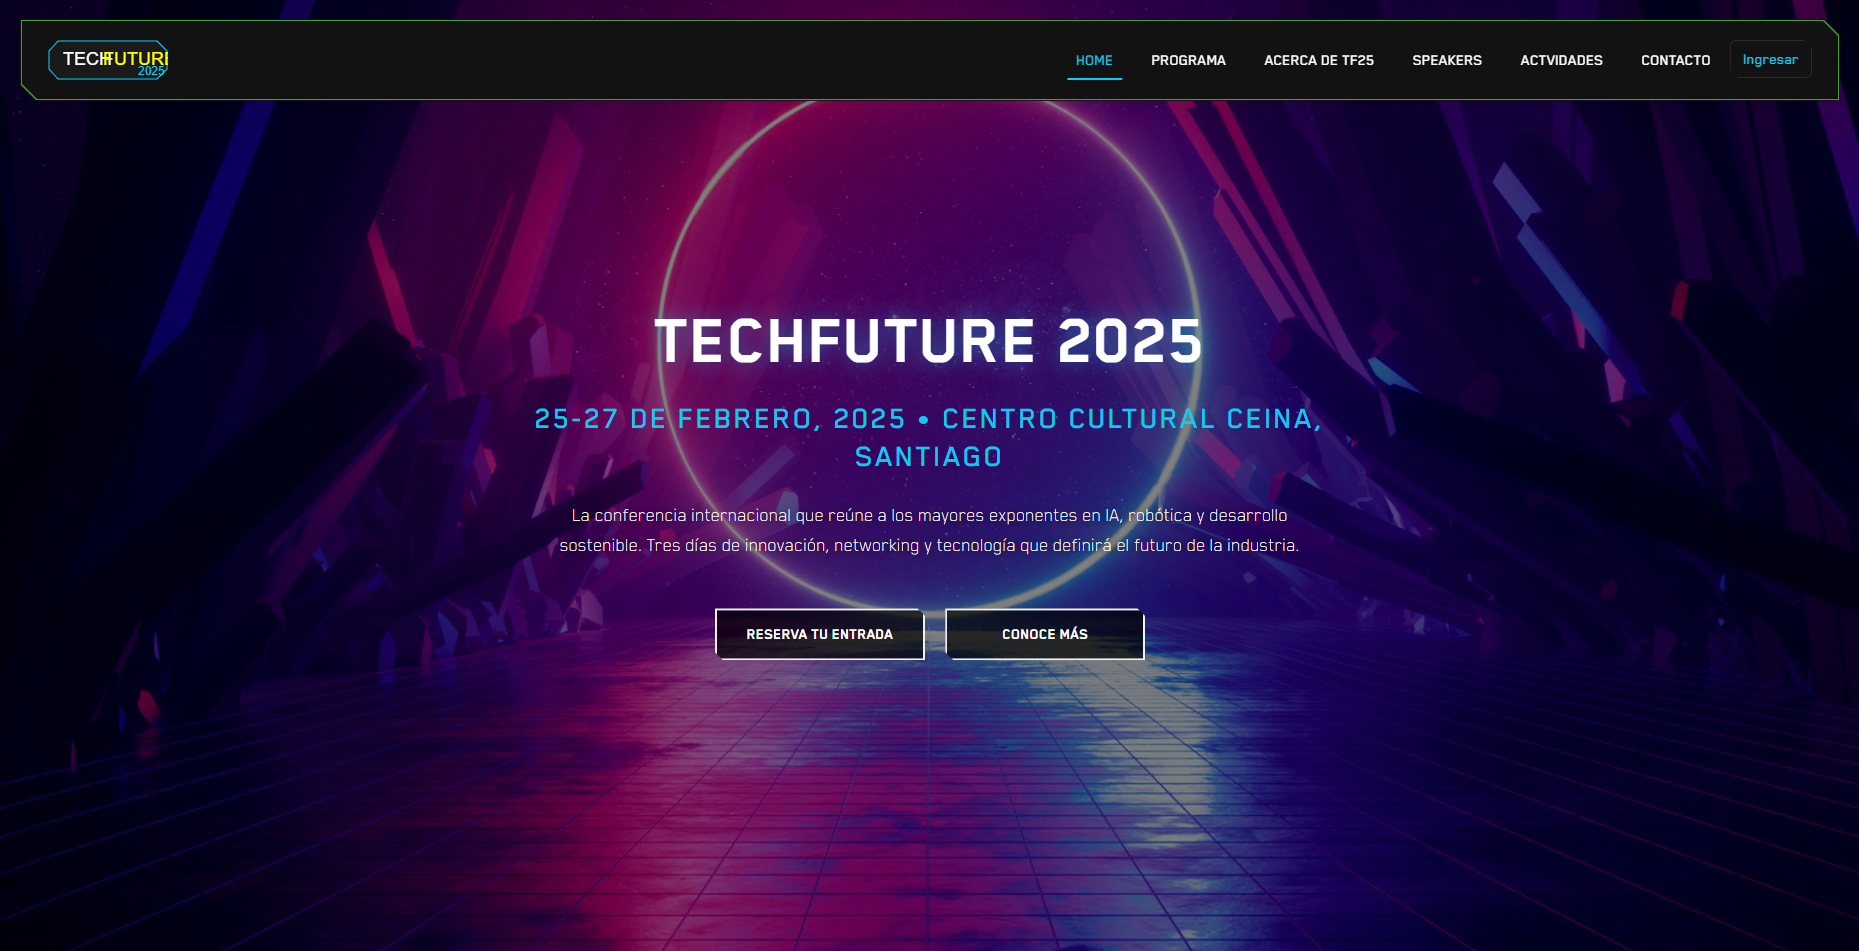 TECHFUTURE
2025
HOME PROGRAMA ACERCA DE TF25 SPEAKERS ACTVIDADES CONTACTO Ingresar
TECHFUTURE 2025
25-27 DE FEBRERO, 2025 • CENTRO CULTURAL CEINA,
SANTIAGO
La conferencia internacional que reúne a los mayores exponentes en IA, robótica y desarrollo
sostenible. Tres días de innovación, networking y tecnología que definirá el futuro de la industria.
RESERVA TU ENTRADA CONOCE MÁS